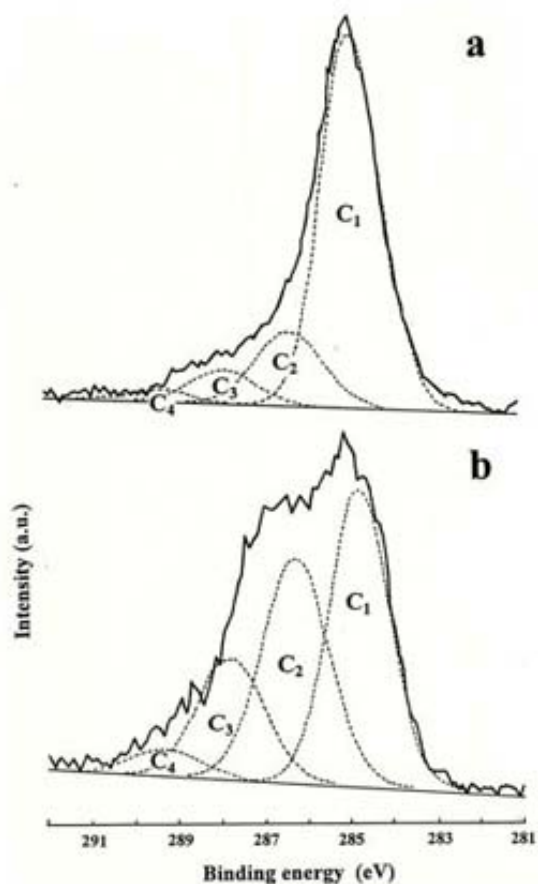 a
C1
C2
C3
C4
b
C1
C2
C3
C4
Intensity (a.u.)
291 289 287 285 283 281
Binding energy (eV)